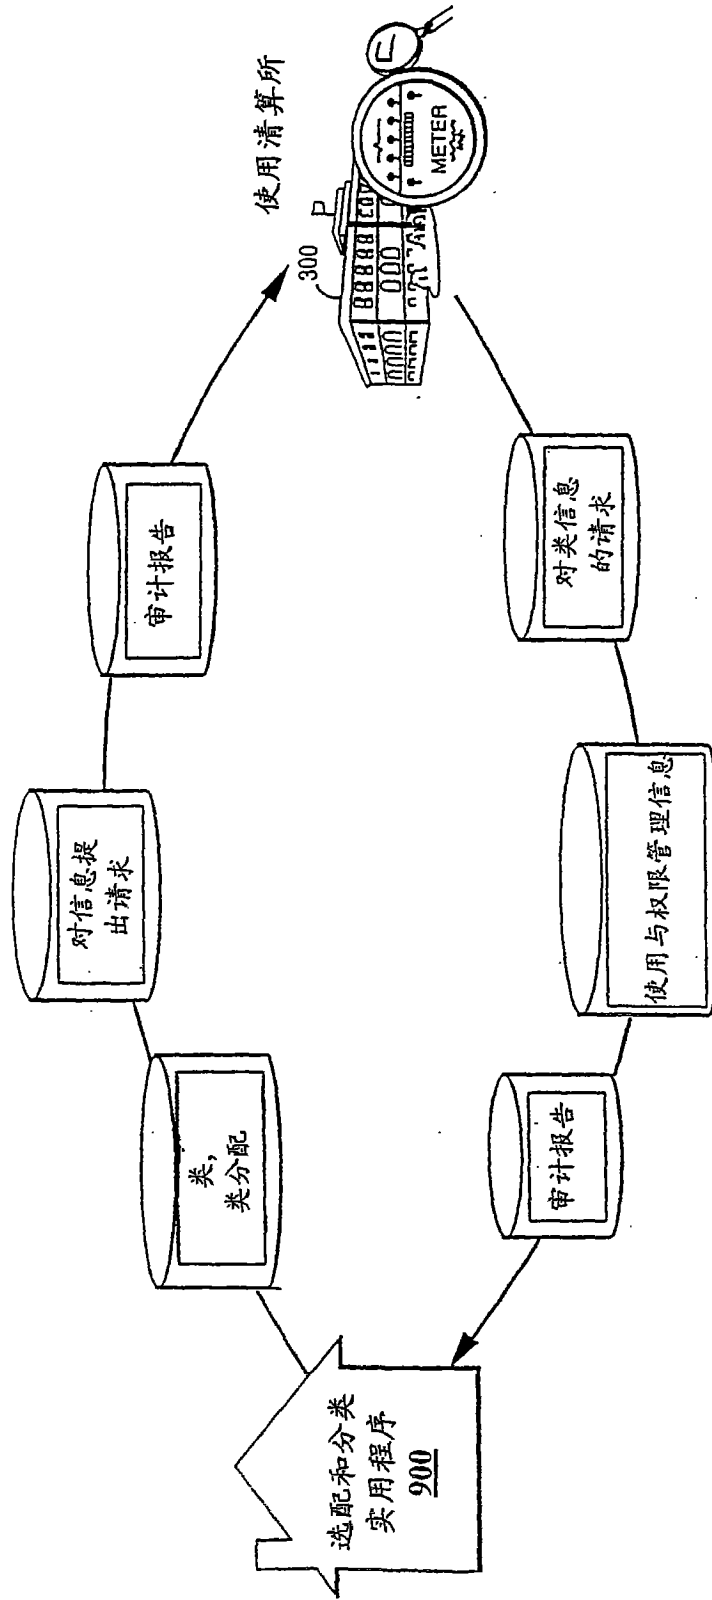 使用清算所
300
METER
审计报告
对信息提
出请求
类,
类分配
选配和分类
实用程序
900
对类信息
的请求
使用与权限管理信息
审计报告